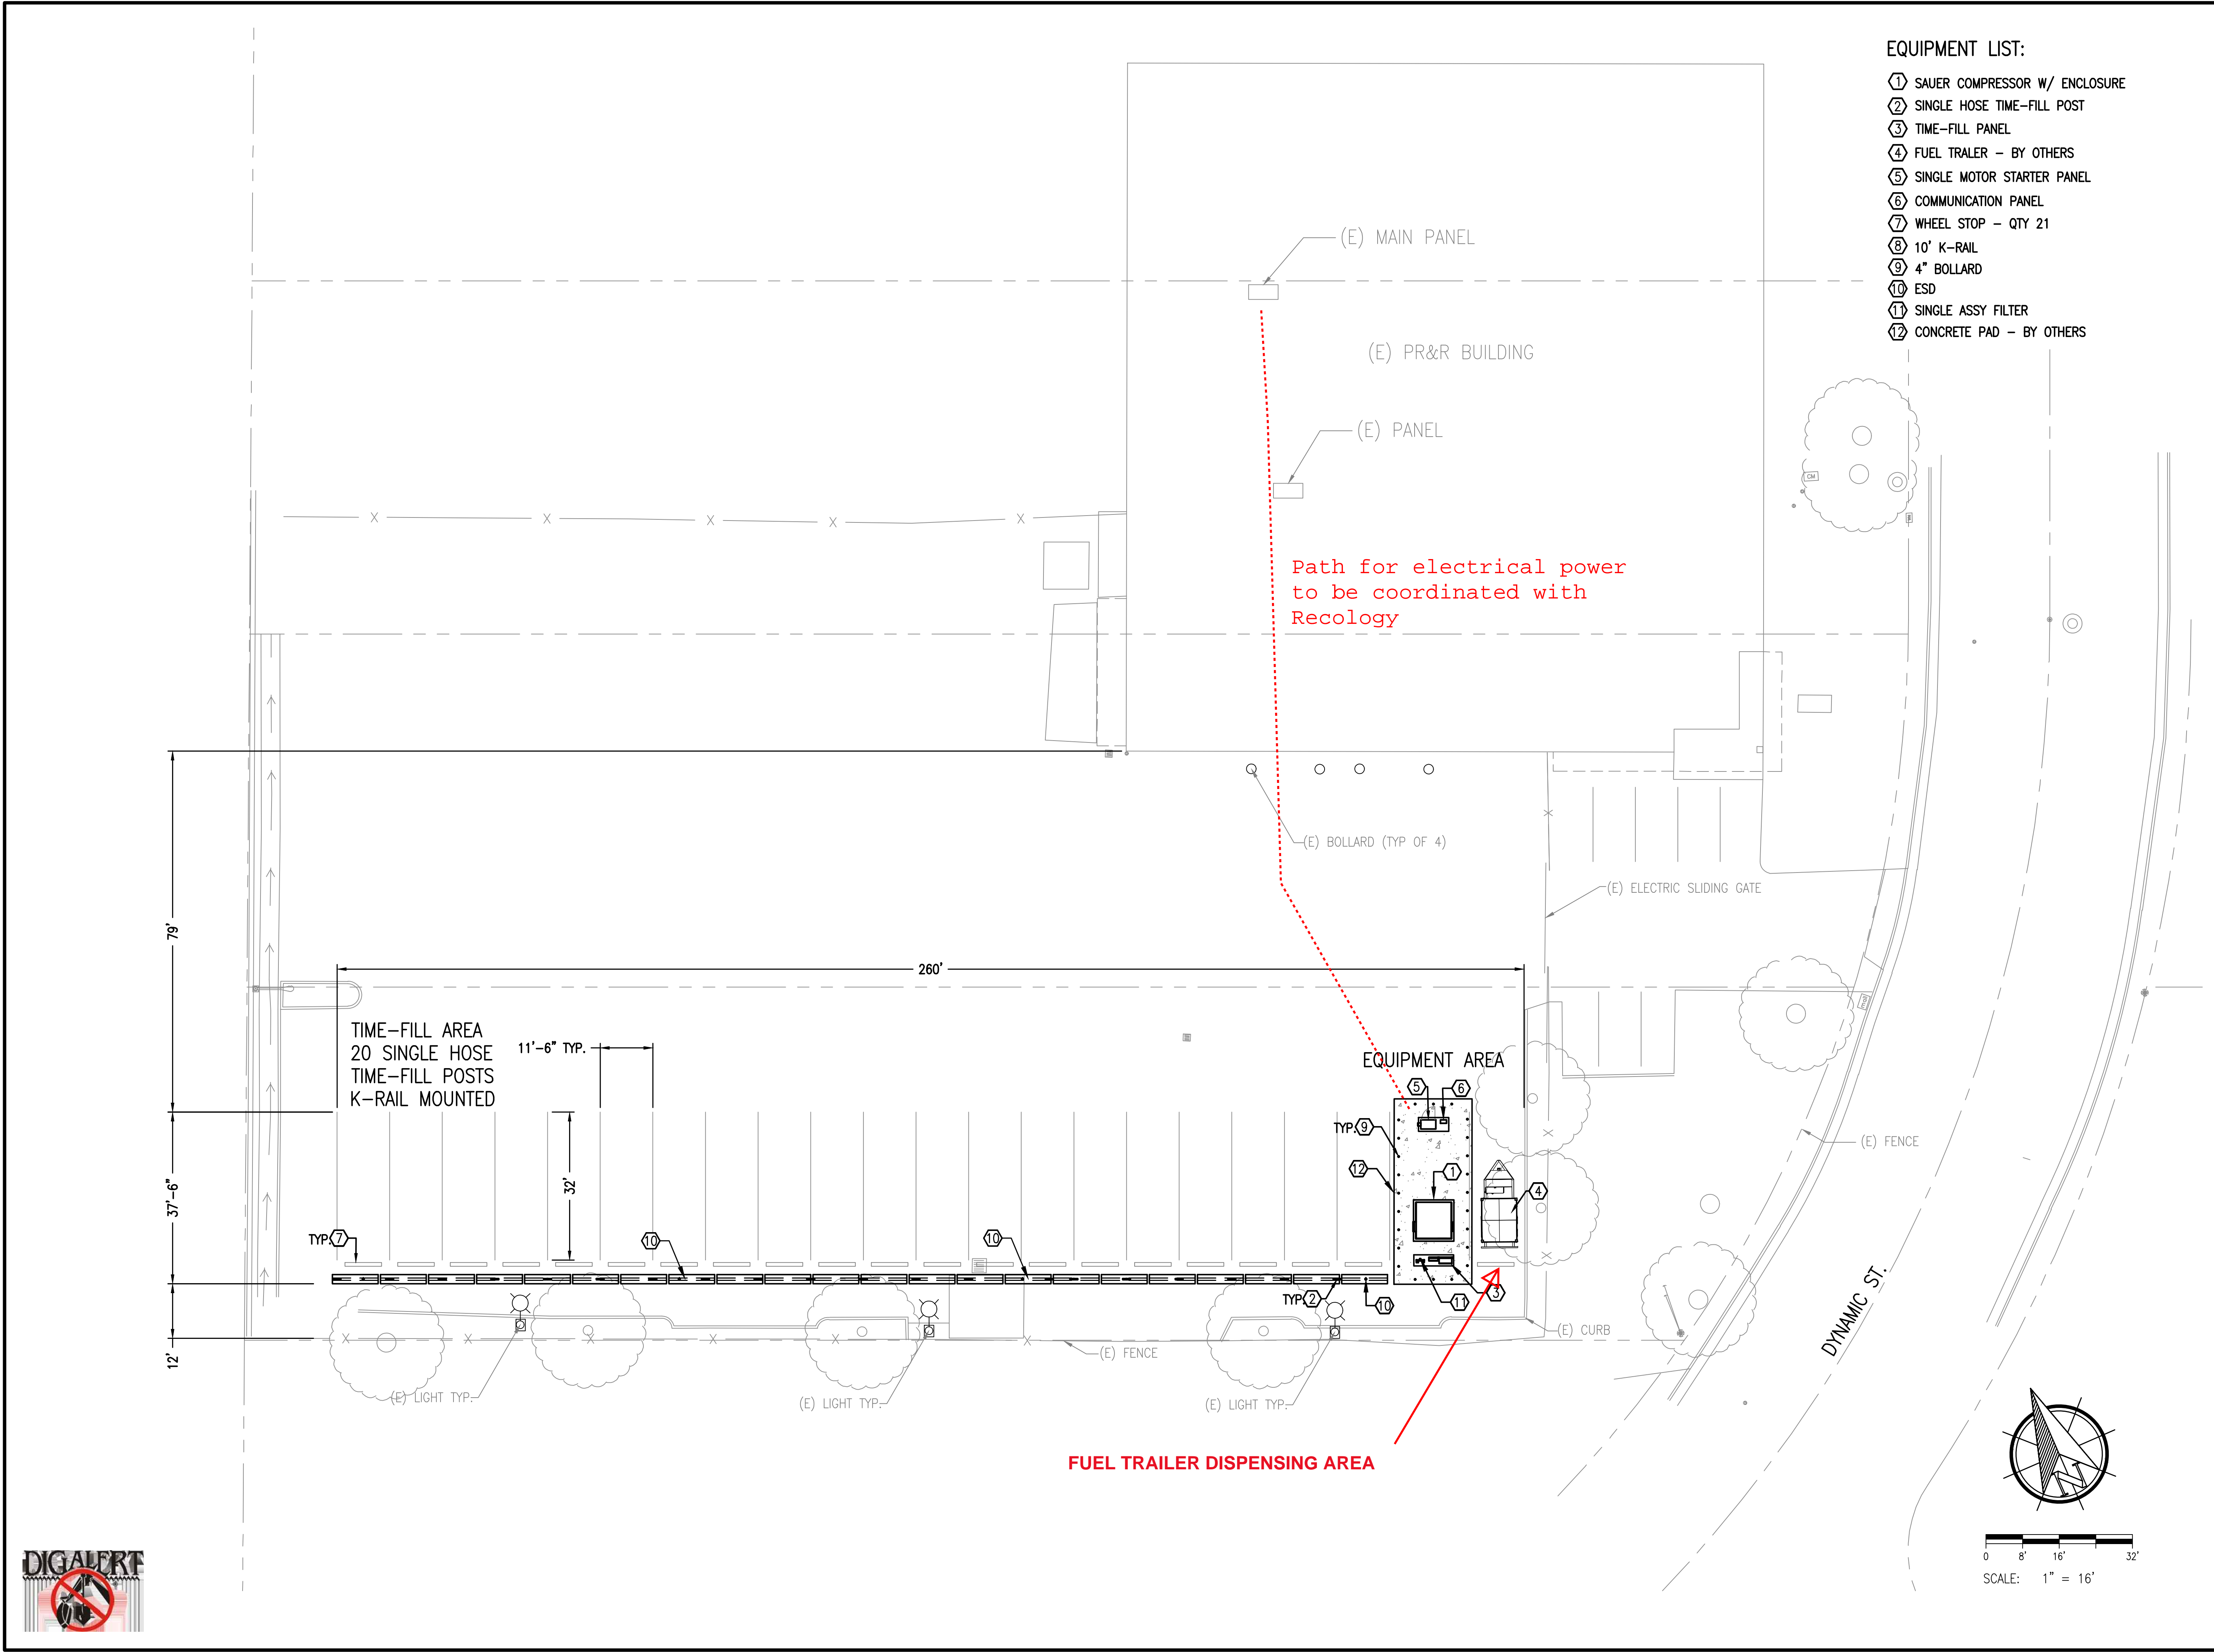 EQUIPMENT LIST:
1 SAUER COMPRESSOR W/ ENCLOSURE
2 SINGLE HOSE TIME-FILL POST
3 TIME-FILL PANEL
4 FUEL TRALER - BY OTHERS
5 SINGLE MOTOR STARTER PANEL
6 COMMUNICATION PANEL
7 WHEEL STOP - QTY 21
8 10' K-RAIL
9 4" BOLLARD
10 ESD
11 SINGLE ASSY FILTER
12 CONCRETE PAD - BY OTHERS
(E) MAIN PANEL
(E) PR&R BUILDING
(E) PANEL
CM
X X X X X
Path for electrical power
to be coordinated with
Recology
(E) BOLLARD (TYP OF 4)
X
(E) ELECTRIC SLIDING GATE
79'
260'
TIME-FILL AREA
20 SINGLE HOSE
TIME-FILL POSTS
K-RAIL MOUNTED
11'-6" TYP.
EQUIPMENT AREA
5 6
TYP. 9
X
(E) FENCE
12
1
4
37'-6"
32'
TYP. 7
10
10
X
TYP. 2
10
11
3
12'
(E) CURB
X X X X X X
(E) FENCE
(E) LIGHT TYP.
(E) LIGHT TYP.
(E) LIGHT TYP.
DYNAMIC ST.
FUEL TRAILER DISPENSING AREA
N
0 8' 16' 32'
SCALE: 1" = 16'
DIGALERT